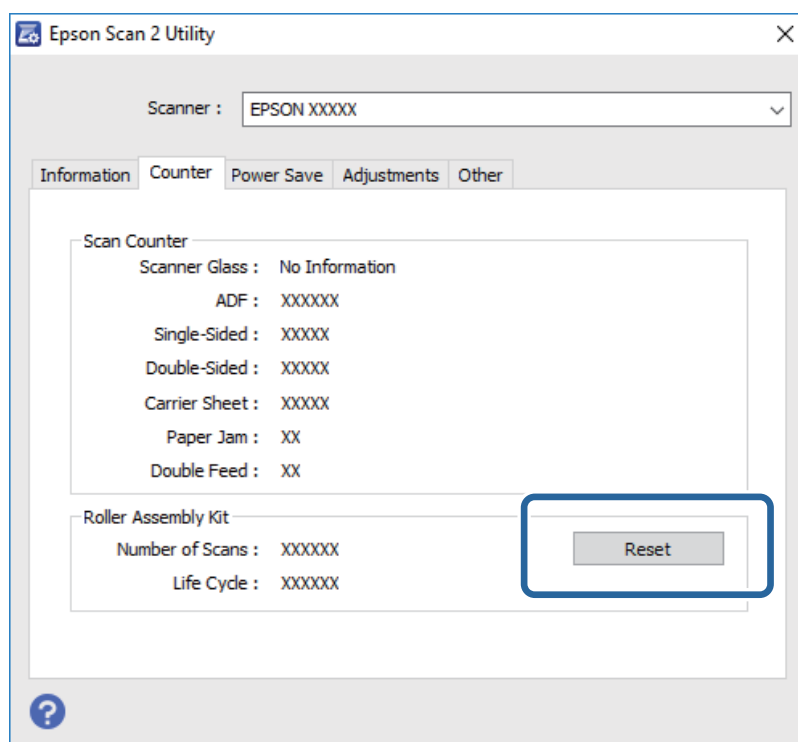 Epson Scan 2 Utility
Scanner : EPSON XXXXX
Information Counter Power Save Adjustments Other
Scan Counter
Scanner Glass : No Information
ADF : XXXXXX
Single-Sided : XXXXX
Double-Sided : XXXXX
Carrier Sheet : XXXXX
Paper Jam : XX
Double Feed : XX
Roller Assembly Kit
Number of Scans : XXXXXX Reset
Life Cycle : XXXXXX
?